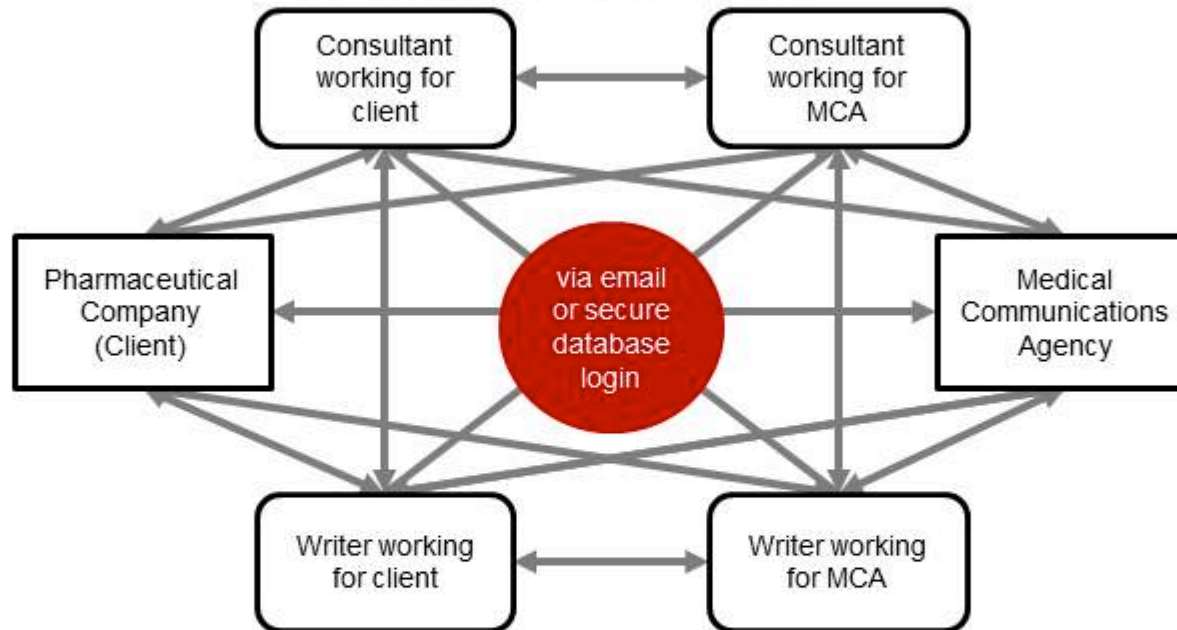 Consultant
working for
client
Consultant
working for
MCA
Pharmaceutical
Company
(Client)
via email
or secure
database
login
Medical
Communications
Agency
Writer working
for client
Writer working
for MCA